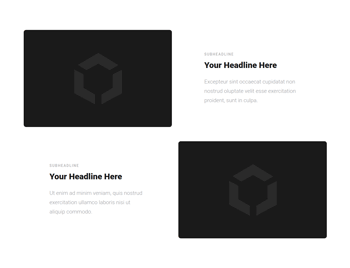 SUBHEADLINE
Your Headline Here
Excepteur sint occaecat cupidatat non
nostrud voluptate velit esse exercitation
proident, sunt in culpa.
SUBHEADLINE
Your Headline Here
Ut enim ad minim veniam, quis nostrud
exercitation ullamco laboris nisi ut
aliquip commodo.